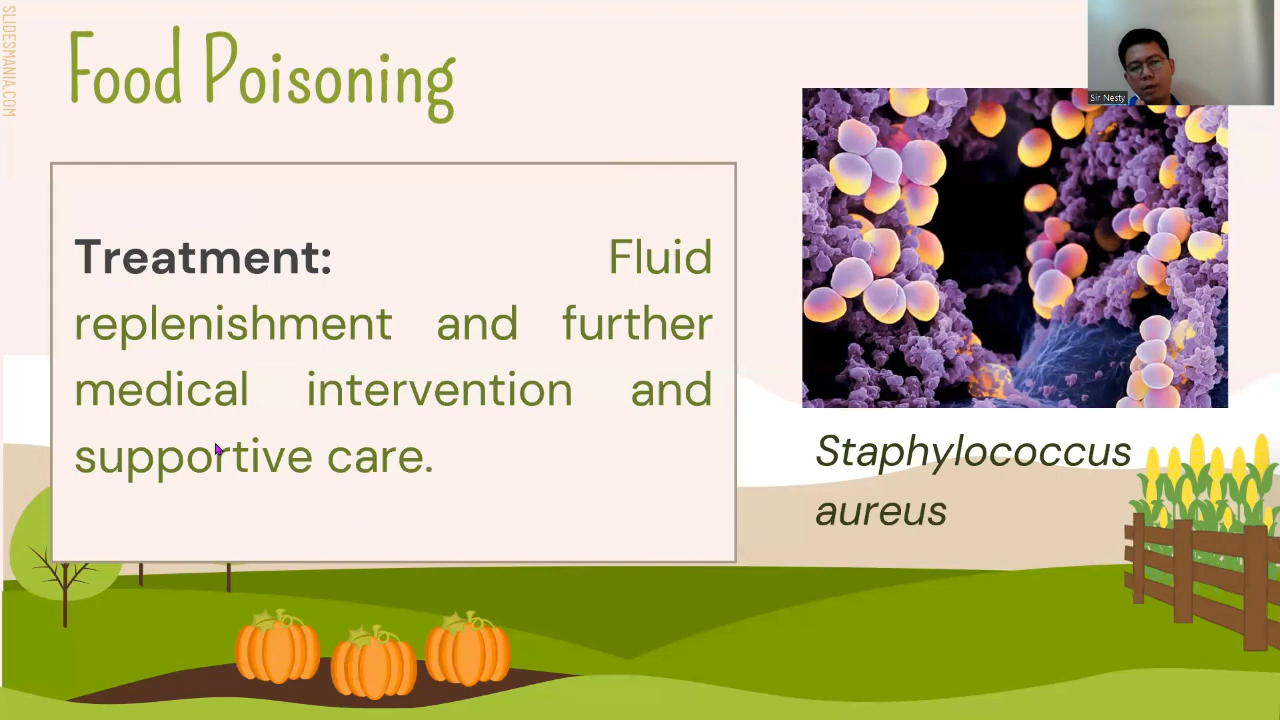 SLIDESMANIA.COM
Food Poisoning
Sir Nesty
Treatment: Fluid
replenishment and further
medical intervention and
supportive care.
Staphylococcus
aureus